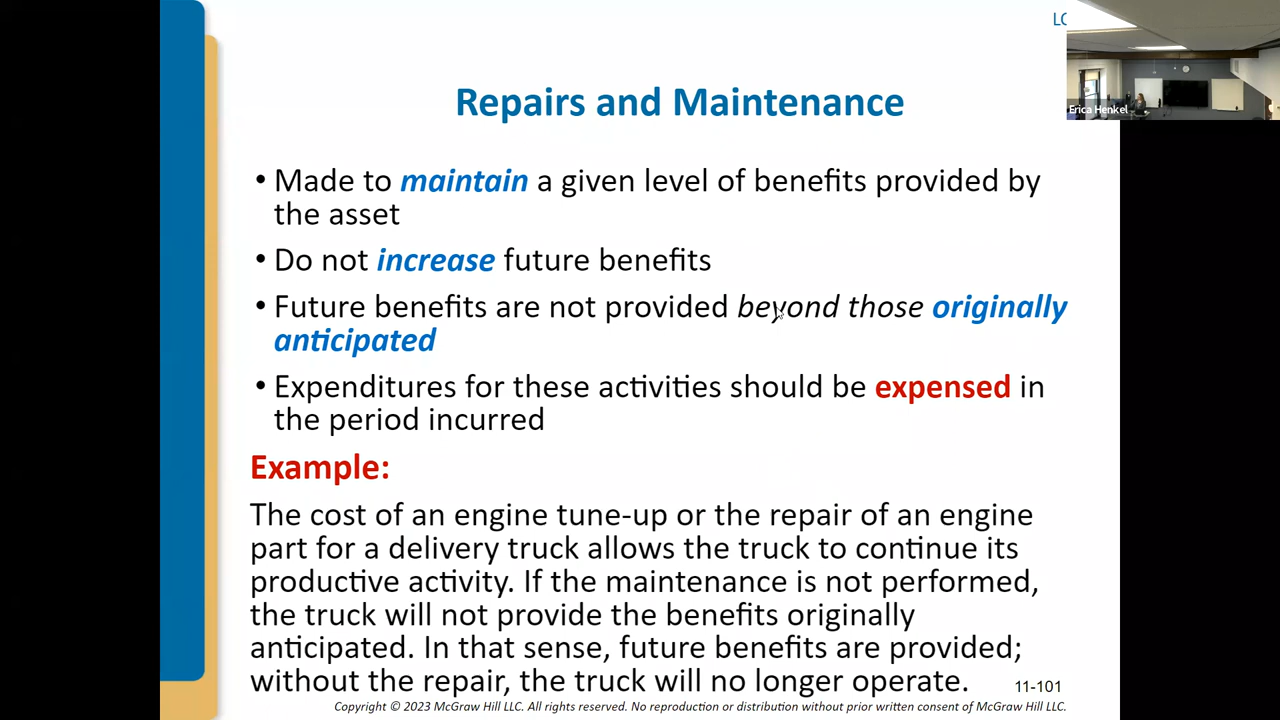 LO
Erica Henkel
Repairs and Maintenance
• Made to maintain a given level of benefits provided by
the asset
• Do not increase future benefits
• Future benefits are not provided beyond those originally
anticipated
• Expenditures for these activities should be expensed in
the period incurred
Example:
The cost of an engine tune-up or the repair of an engine
part for a delivery truck allows the truck to continue its
productive activity. If the maintenance is not performed,
the truck will not provide the benefits originally
anticipated. In that sense, future benefits are provided;
without the repair, the truck will no longer operate.
11-101
Copyright © 2023 McGraw Hill LLC. All rights reserved. No reproduction or distribution without prior written consent of McGraw Hill LLC.